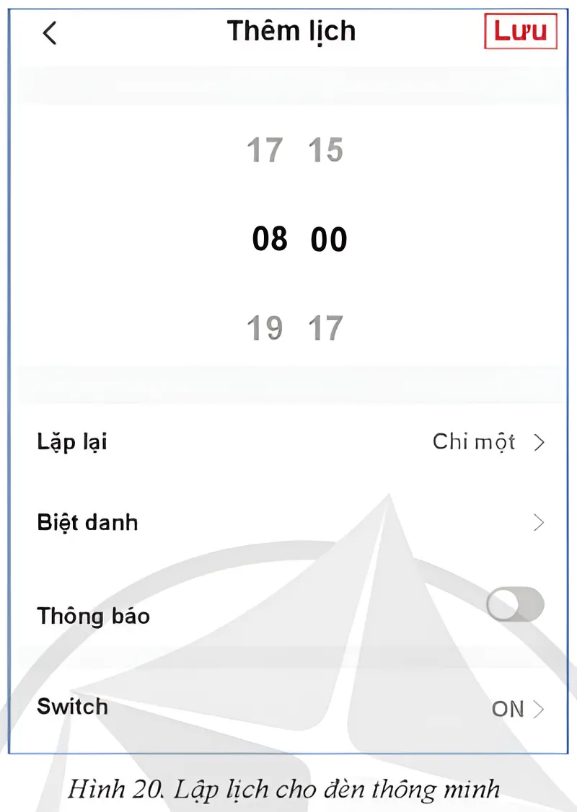 Thêm lịch Lưu
17 15
08 00
19 17
Lặp lại Chỉ một
Biệt danh
Thông báo
Switch ON
Hình 20. Lập lịch cho đèn thông minh